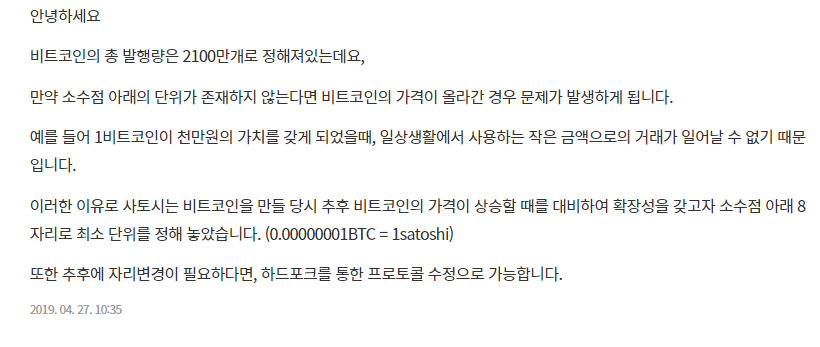 안녕하세요
비트코인의 총 발행량은 2100만개로 정해져있는데요,
만약 소수점 아래의 단위가 존재하지 않는다면 비트코인의 가격이 올라간 경우 문제가 발생하게 됩니다.
예를 들어 1비트코인이 천만원의 가치를 갖게 되었을때, 일상생활에서 사용하는 작은 금액으로의 거래가 일어날 수 없기 때문
입니다.
이러한 이유로 사토시는 비트코인을 만들 당시 추후 비트코인의 가격이 상승할 때를 대비하여 확장성을 갖고자 소수점 아래 8
자리로 최소 단위를 정해 놓았습니다. (0.00000001BTC = 1satoshi)
또한 추후에 자리변경이 필요하다면, 하드포크를 통한 프로토콜 수정으로 가능합니다.
2019. 04. 27. 10:35